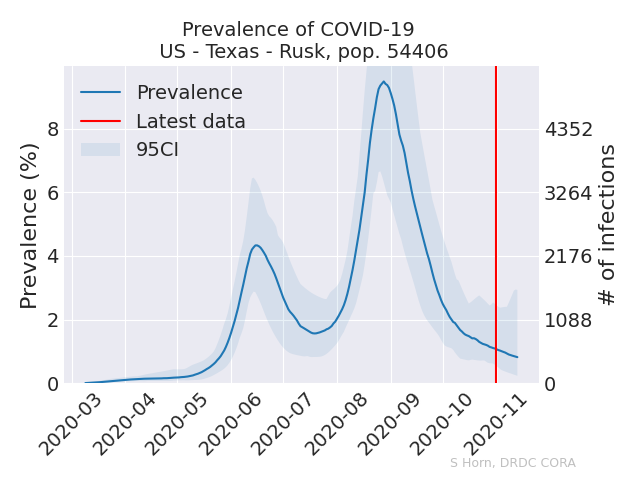 Prevalence of COVID-19
US - Texas - Rusk, pop. 54406
Prevalence
Latest data
95CI
Prevalence (%)
8
6
4
2
0
4352
3264
2176
1088
0
# of infections
2020-03
2020-04
2020-05
2020-06
2020-07
2020-08
2020-09
2020-10
2020-11
S Horn, DRDC CORA